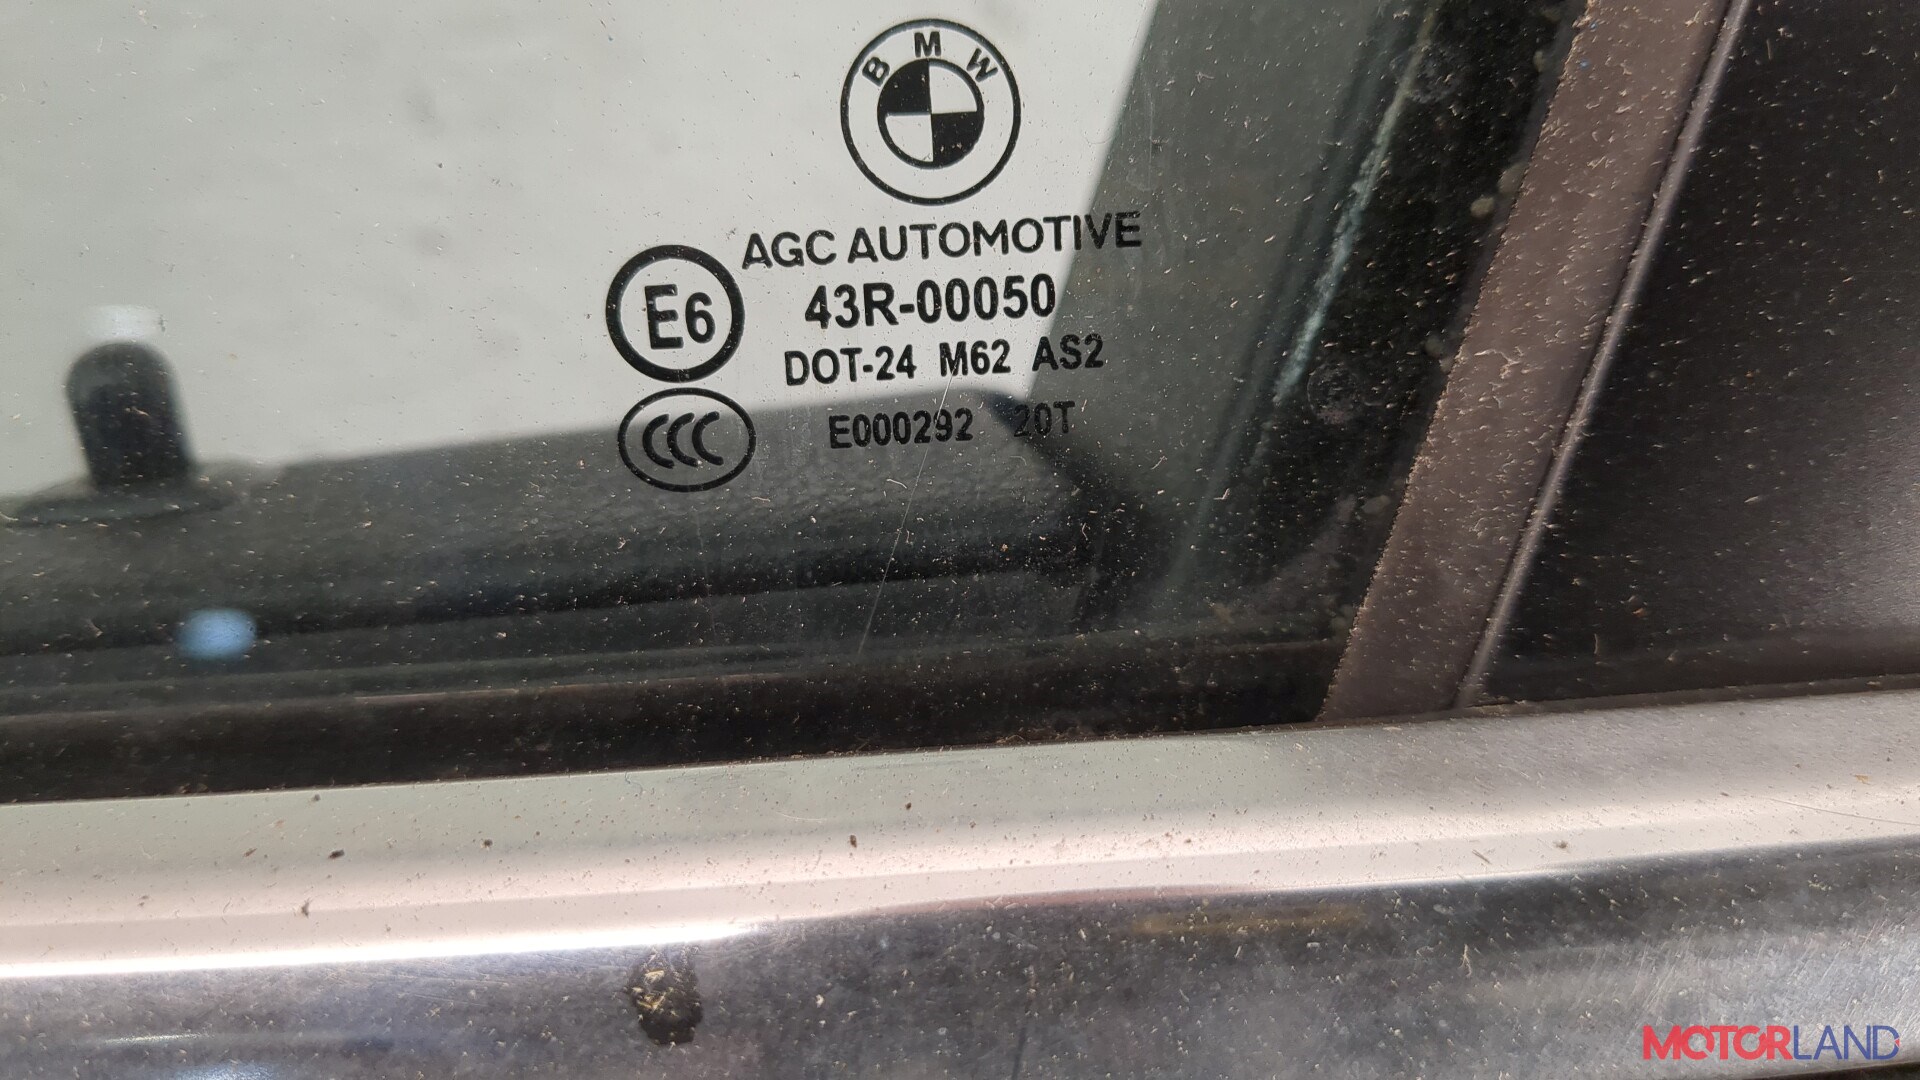 BMW
AGC AUTOMOTIVE
E6 43R-00050
DOT-24 M62 AS2
CCC E000292 20T
MOTORLAND